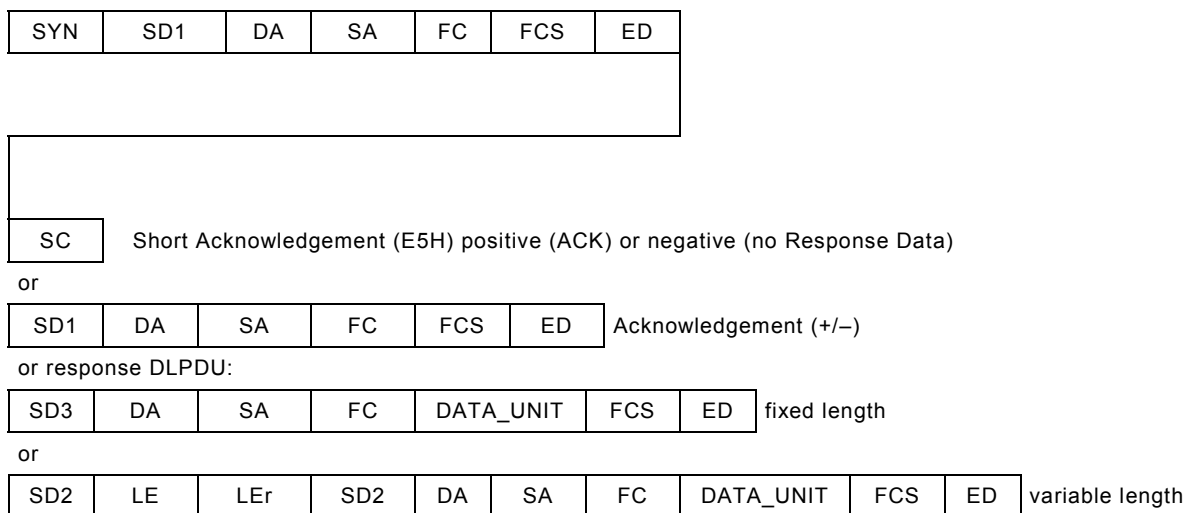 SYN SD1 DA SA FC FCS ED
SC Short Acknowledgement (E5H) positive (ACK) or negative (no Response Data)
or
SD1 DA SA FC FCS ED Acknowledgement (+/–)
or response DLPDU:
SD3 DA SA FC DATA_UNIT FCS ED fixed length
or
SD2 LE LEr SD2 DA SA FC DATA_UNIT FCS ED variable length